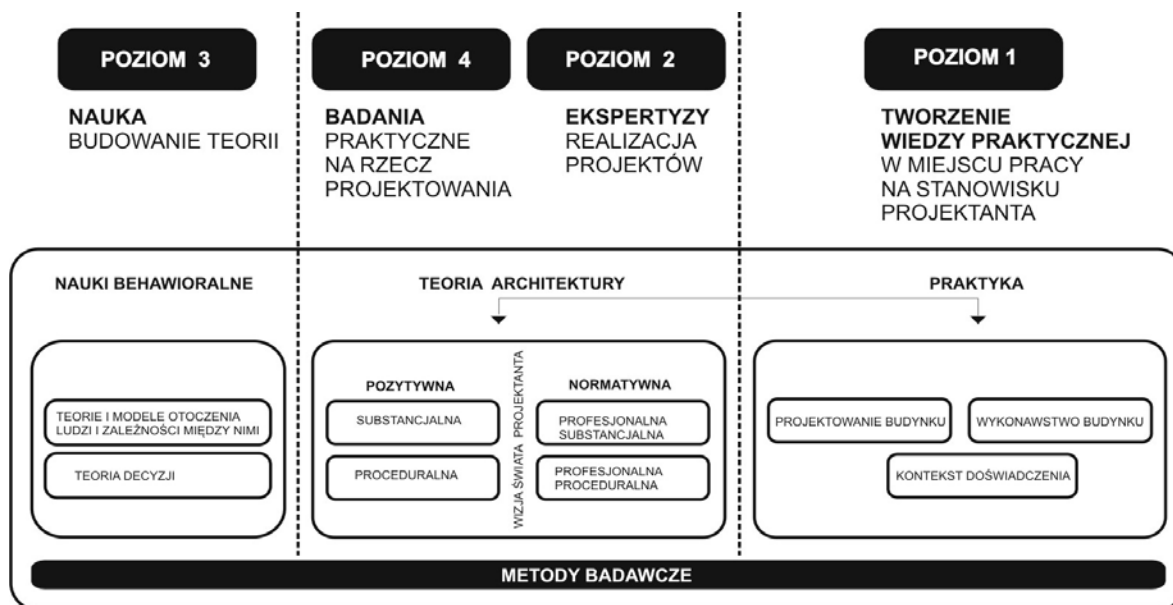 POZIOM 3
NAUKA
BUDOWANIE TEORII
POZIOM 4
BADANIA
PRAKTYCZNE
NA RZECZ
PROJEKTOWANIA
POZIOM 2
EKSPERTYZY
REALIZACJA
PROJEKTÓW
POZIOM 1
TWORZENIE
WIEDZY PRAKTYCZNEJ
W MIEJSCU PRACY
NA STANOWISKU
PROJEKTANTA
NAUKI BEHAWIORALNE
TEORIE I MODELE OTOCZENIA
LUDZI I ZALEŻNOŚCI MIĘDZY NIMI
TEORIA DECYZJI
TEORIA ARCHITEKTURY
POZYTYWNA
SUBSTANCJALNA
PROCEDURALNA
WIZJA ŚWIATA PROJEKTANTA
NORMATYWNA
PROFESJONALNA
SUBSTANCJALNA
PROFESJONALNA
PROCEDURALNA
PRAKTYKA
PROJEKTOWANIE BUDYNKU
WYKONAWSTWO BUDYNKU
KONTEKST DOŚWIADCZENIA
METODY BADAWCZE